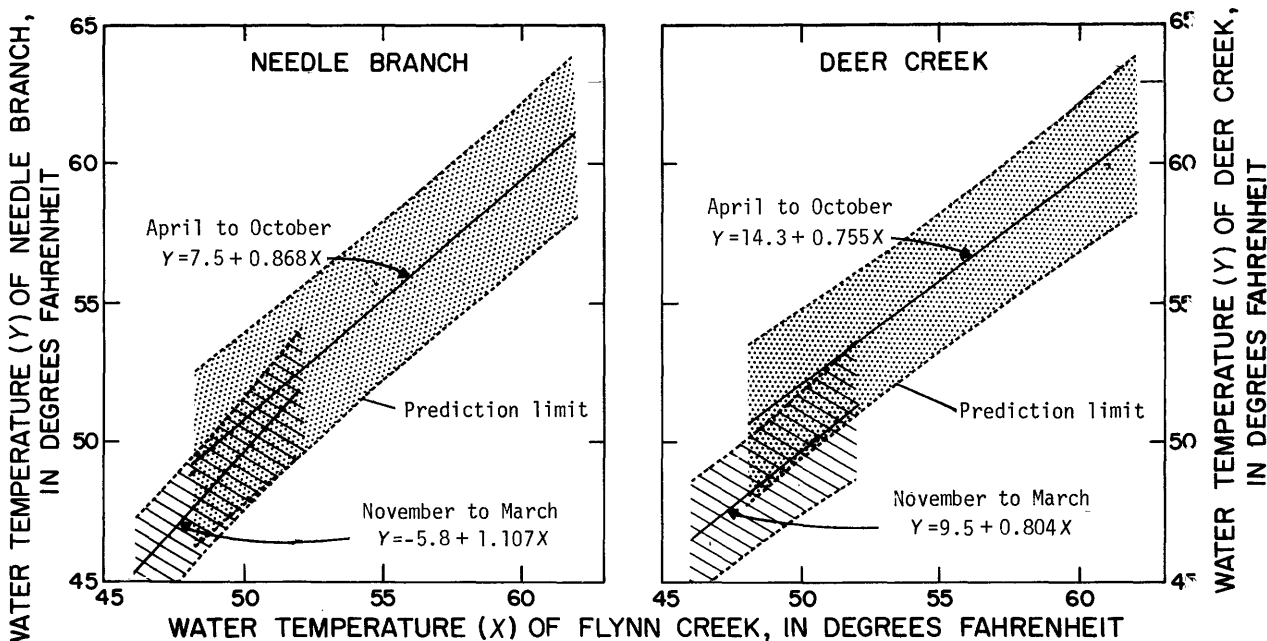 WATER TEMPERATURE (Y) OF NEEDLE BRANCH,
IN DEGREES FAHRENHEIT
65
60
55
50
45
NEEDLE BRANCH
April to October
Y=7.5+0.868X
Prediction limit
November to March
Y=-5.8+1.107X
45
50
55
60
DEER CREEK
April to October
Y=14.3+0.755X
Prediction limit
November to March
Y=9.5+0.804X
45
50
55
60
65
60
55
50
45
WATER TEMPERATURE (Y) OF DEER CREEK,
IN DEGREES FAHRENHEIT
WATER TEMPERATURE (X) OF FLYNN CREEK, IN DEGREES FAHRENHEIT